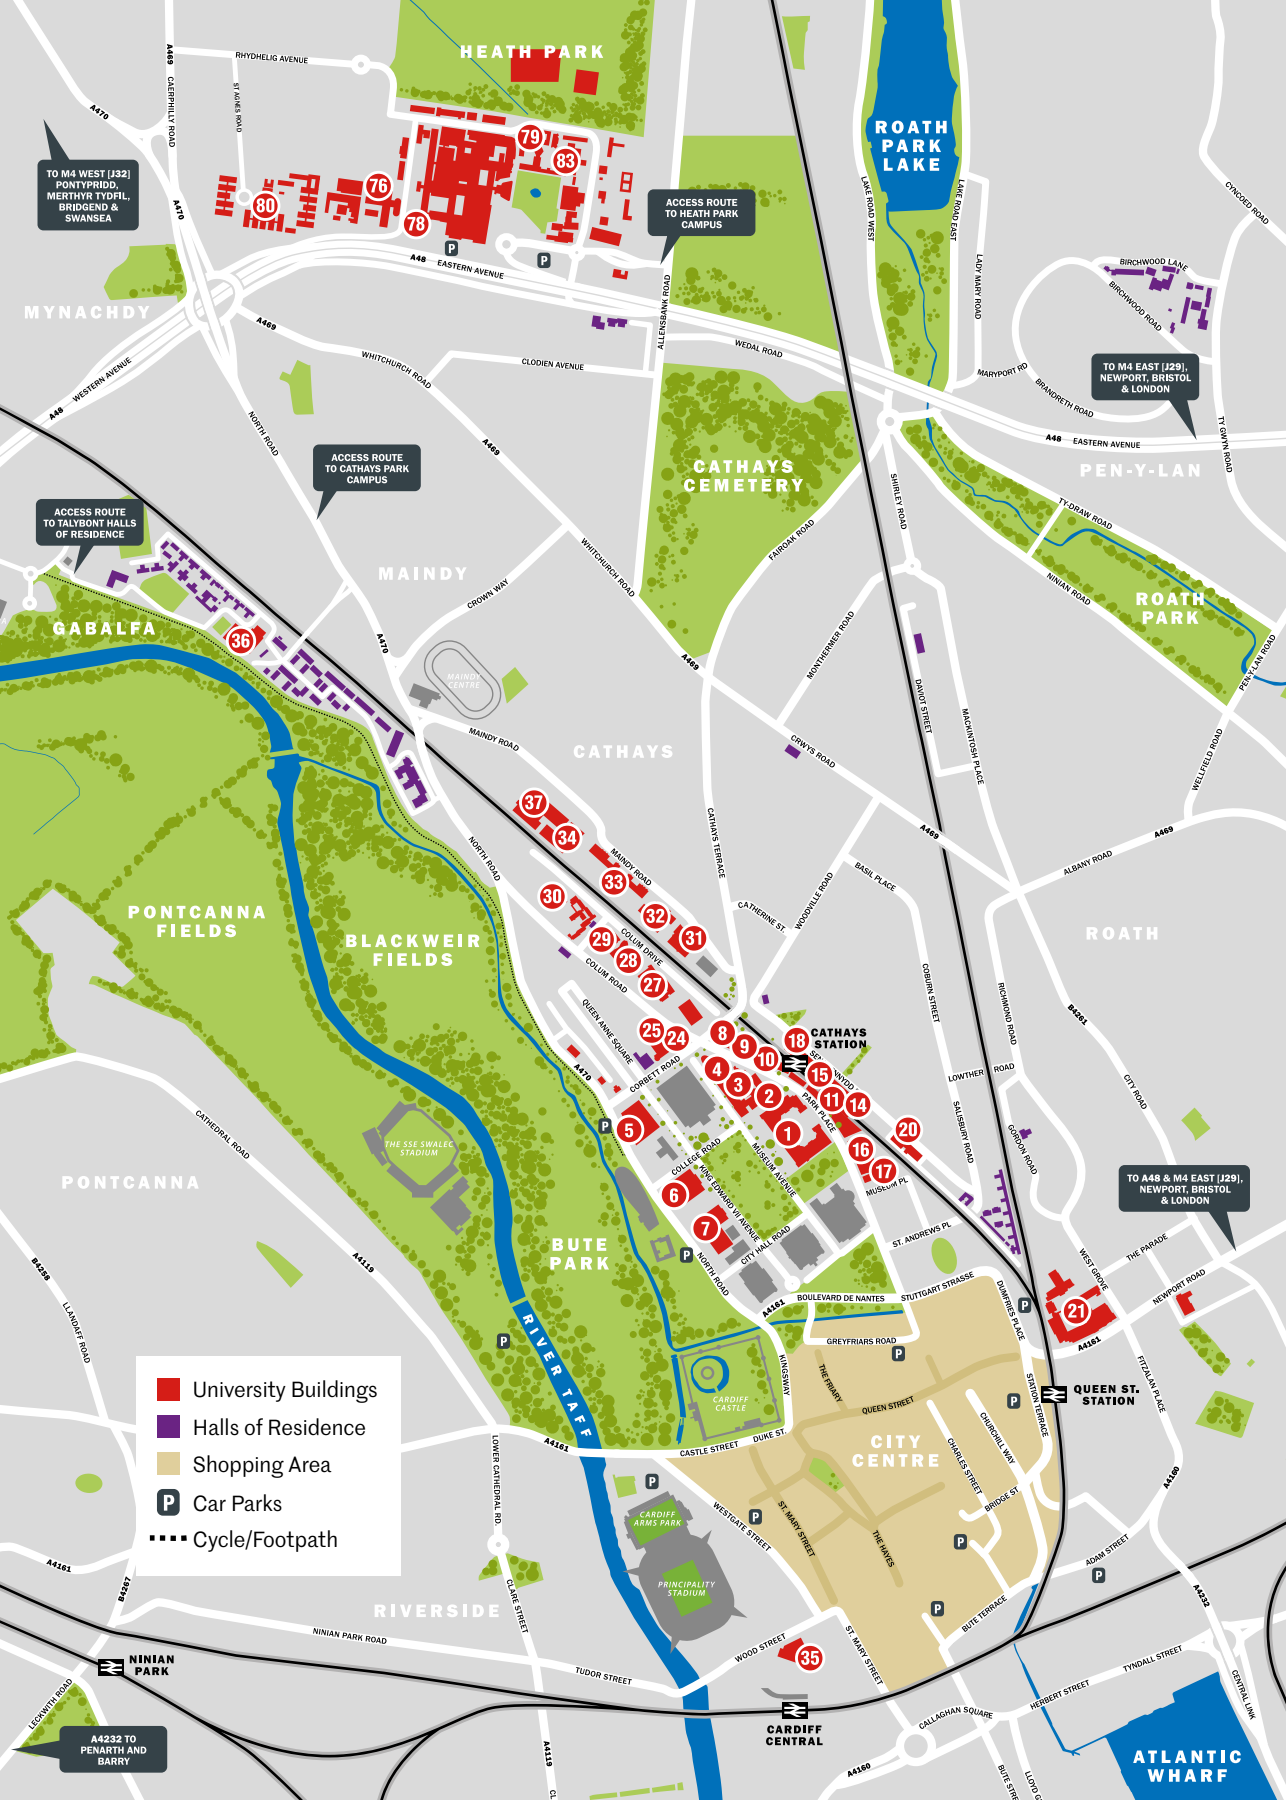 HEATH PARK
RHYDHELIG AVENUE
A469
CAERPHILLY ROAD
ST AGNES ROAD
A470
TO M4 WEST [J32]
PONTYPRIDD,
MERTHYR TYDFIL,
BRIDGEND &
SWANSEA
A470
79
83
76
80
78
P
P
ACCESS ROUTE
TO HEATH PARK
CAMPUS
ROATH
PARK
LAKE
LAKE ROAD WEST
LAKE ROAD EAST
LADY MARY ROAD
CYNCOED ROAD
BIRCHWOOD LANE
BIRCHWOOD ROAD
A48
EASTERN AVENUE
MYNACHDY
A469
WHITCHURCH ROAD
CLODIEN AVENUE
ALLENSBANK ROAD
WEDAL ROAD
MARYPORT RD
BRANDRETH ROAD
TO M4 EAST [J29],
NEWPORT, BRISTOL
& LONDON
A48
WESTERN AVENUE
NORTH ROAD
A469
A48
EASTERN AVENUE
TY GWYN ROAD
PEN-Y-LAN
ACCESS ROUTE
TO CATHAYS PARK
CAMPUS
CATHAYS
CEMETERY
SHIRLEY ROAD
TY-DRAW ROAD
ACCESS ROUTE
TO TALYBONT HALLS
OF RESIDENCE
FAIROAK ROAD
WHITCHURCH ROAD
MAINDY
CROWN WAY
NINIAN ROAD
ROATH
PARK
GABALFA
36
A470
MONTHERMER ROAD
PEN-Y-LAN ROAD
MAINDY
CENTRE
A469
DAVIOT STREET
MACKINTOSH PLACE
MAINDY ROAD
CATHAYS
CRWYS ROAD
WELLFIELD ROAD
37
34
CATHAYS TERRACE
A469
A469
ALBANY ROAD
NORTH ROAD
MAINDY ROAD
33
BASIL PLACE
30
32
CATHERINE ST.
WOODVILLE ROAD
PONTCANNA
FIELDS
BLACKWEIR
FIELDS
29
COLUM DRIVE
31
28
COLUM ROAD
27
ROATH
COBURN STREET
RICHMOND ROAD
B4261
QUEEN ANNE SQUARE
25
24
8
9
10
18
CATHAYS
STATION
A470
CORBETT ROAD
4
3
2
15
11
14
PARK PLACE
LOWTHER ROAD
CITY ROAD
SALISBURY ROAD
CATHEDRAL ROAD
THE SSE SWALEC
STADIUM
P
5
1
20
16
17
GORDON ROAD
COLLEGE ROAD
MUSEUM AVENUE
MUSEUM PL
PONTCANNA
6
KING EDWARD VII AVENUE
7
CITY HALL ROAD
ST. ANDREWS PL
TO A48 & M4 EAST [J29],
NEWPORT, BRISTOL
& LONDON
BUTE
PARK
P
NORTH ROAD
THE PARADE
WEST GROVE
NEWPORT ROAD
B4258
LLANDAFF ROAD
A4119
A4161
BOULEVARD DE NANTES
STUTTGART STRASSE
DUMFRIES PLACE
P
21
A4161
GREYFRIARS ROAD
P
P
RIVER TAFF
KINGSWAY
THE FRIARY
QUEEN STREET
STATION TERRACE
FITZALAN PLACE
CARDIFF
CASTLE
P
QUEEN ST.
STATION
University Buildings
Halls of Residence
Shopping Area
P
Car Parks
Cycle/Footpath
LOWER CATHEDRAL RD.
A4161
CASTLE STREET
DUKE ST.
CITY
CENTRE
CHURCHILL WAY
CHARLES STREET
BRIDGE ST
A4160
P
CARDIFF
ARMS PARK
WESTGATE STREET
P
ST. MARY STREET
THE HAYES
P
ADAM STREET
P
A4161
B4267
PRINCIPALITY
STADIUM
CLARE STREET
A4232
RIVERSIDE
P
BUTE TERRACE
NINIAN PARK ROAD
NINIAN
PARK
WOOD STREET
35
ST. MARY STREET
TUDOR STREET
TYNDALL STREET
HERBERT STREET
CENTRAL LINK
LECKWITH ROAD
CARDIFF
CENTRAL
CALLAGHAN SQUARE
A4232 TO
PENARTH AND
BARRY
A4119
A4160
ATLANTIC
WHARF